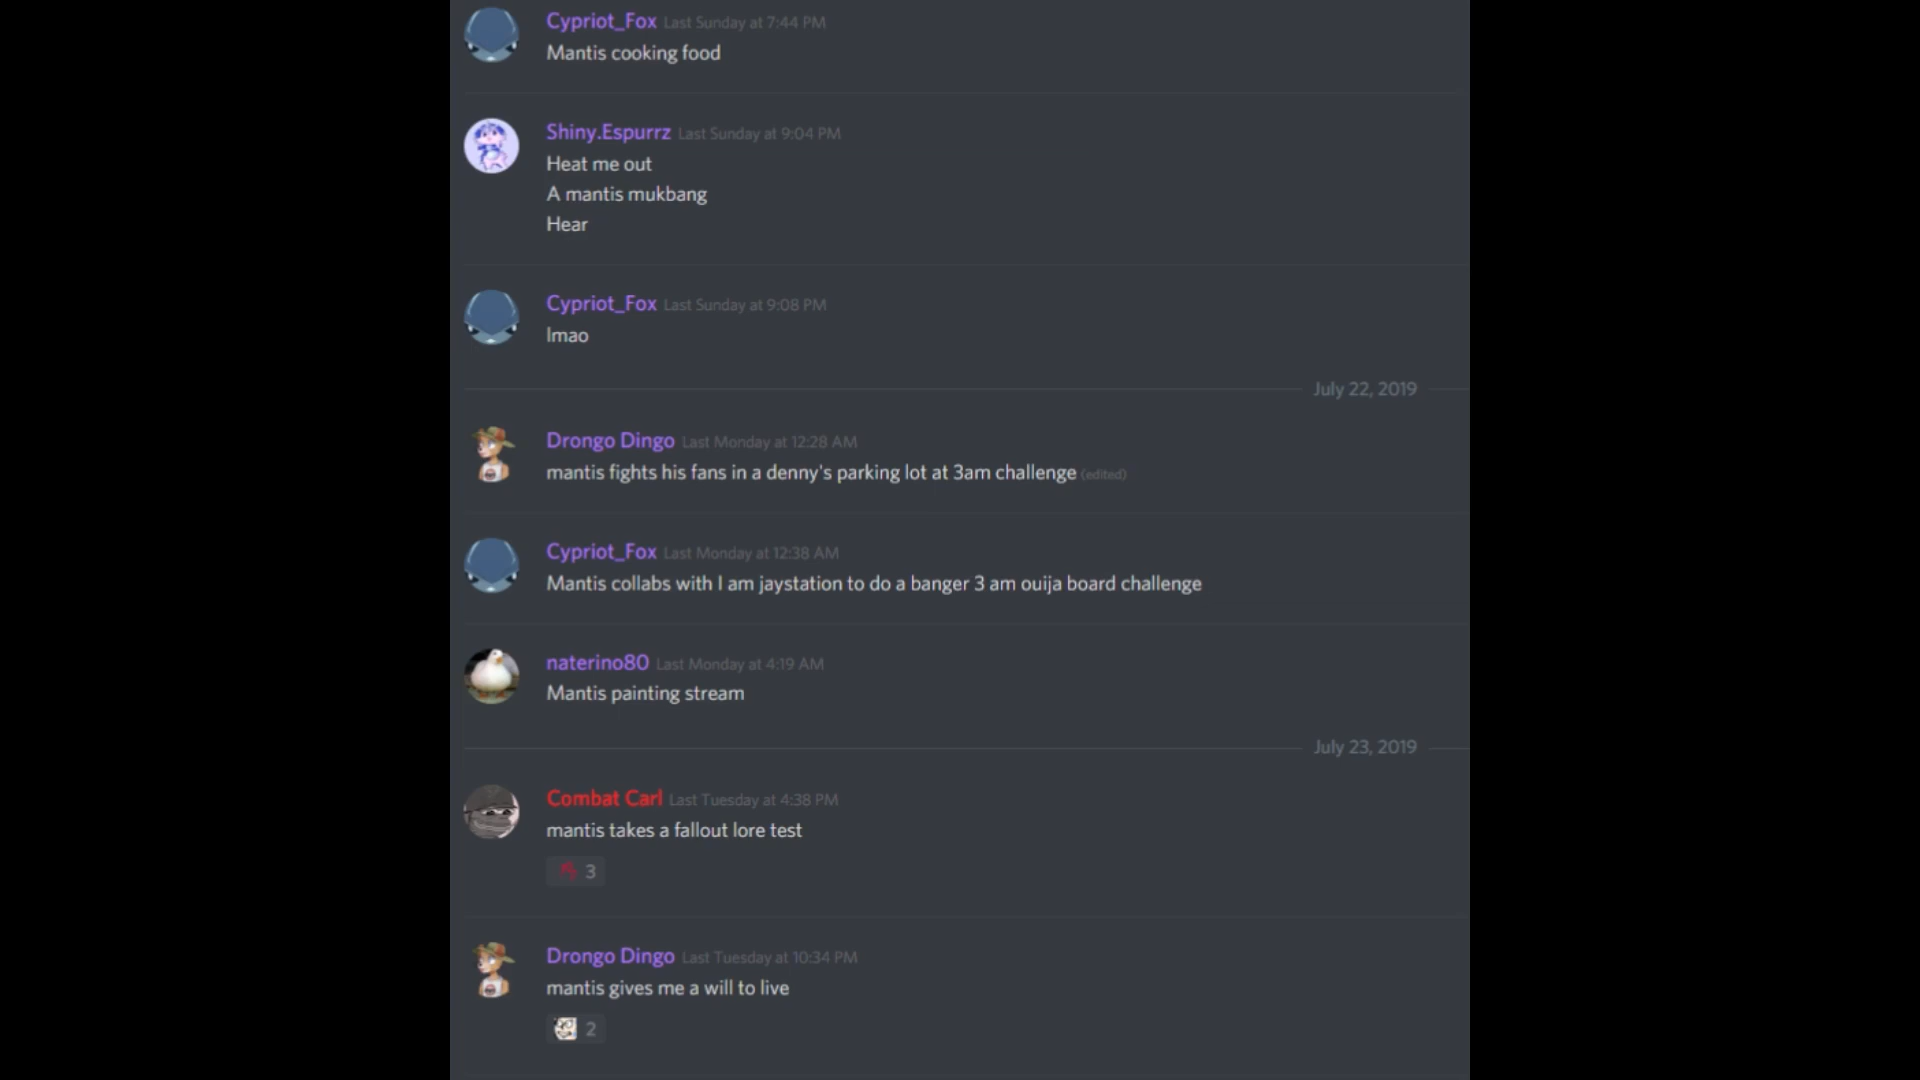 Cypriot_Fox Last Sunday at 7:44 PM
Mantis cooking food
Shiny.Espurrz Last Sunday at 9:04 PM
Heat me out
A mantis mukbang
Hear
Cypriot_Fox Last Sunday at 9:08 PM
lmao
July 22, 2019
Drongo Dingo Last Monday at 12:28 AM
mantis fights his fans in a denny's parking lot at 3am challenge (edited)
Cypriot_Fox Last Monday at 12:38 AM
Mantis collabs with I am jaystation to do a banger 3 am ouija board challenge
naterino80 Last Monday at 4:19 AM
Mantis painting stream
July 23, 2019
Combat Carl Last Tuesday at 4:38 PM
mantis takes a fallout lore test
3
Drongo Dingo Last Tuesday at 10:34 PM
mantis gives me a will to live
2